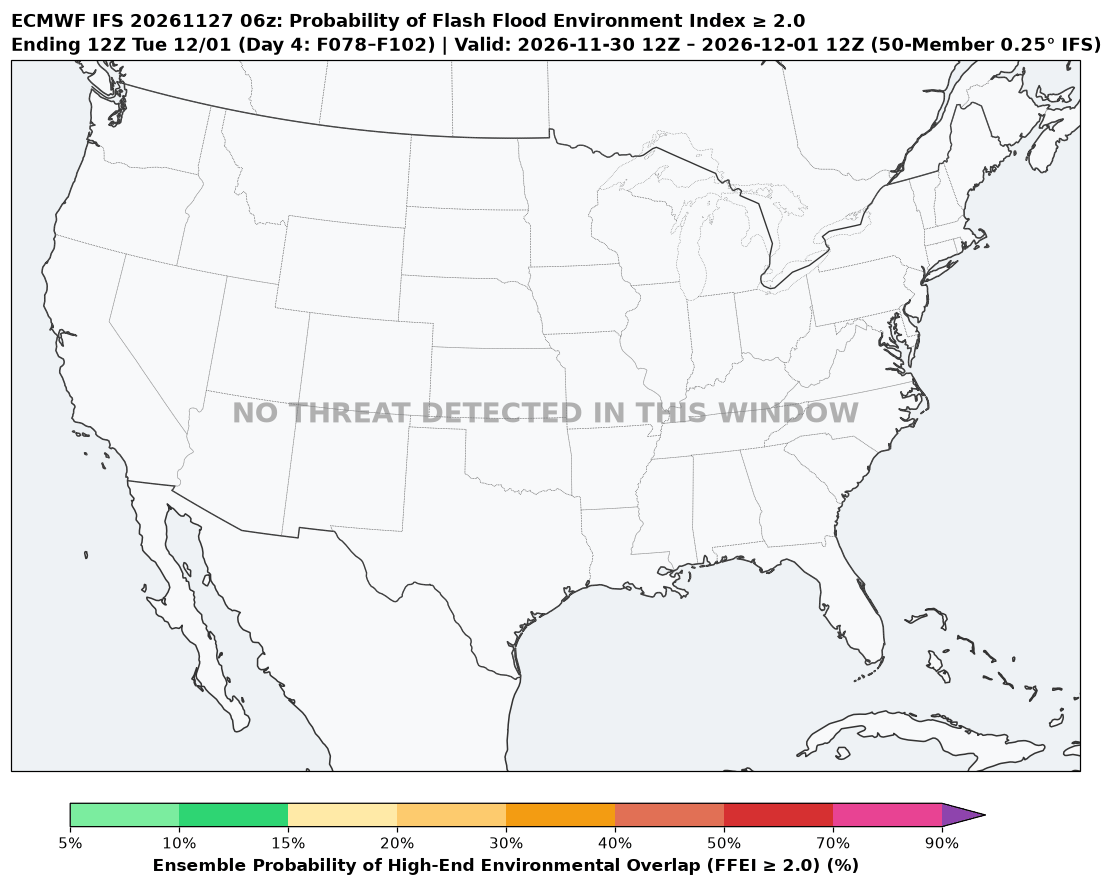 ECMWF IFS 20261127 06z: Probability of Flash Flood Environment Index ≥ 2.0
Ending 12Z Tue 12/01 (Day 4: F078–F102) | Valid: 2026-11-30 12Z – 2026-12-01 12Z (50-Member 0.25° IFS)
NO THREAT DETECTED IN THIS WINDOW
5% 10% 15% 20% 30% 40% 50% 70% 90%
Ensemble Probability of High-End Environmental Overlap (FFEI ≥ 2.0) (%)